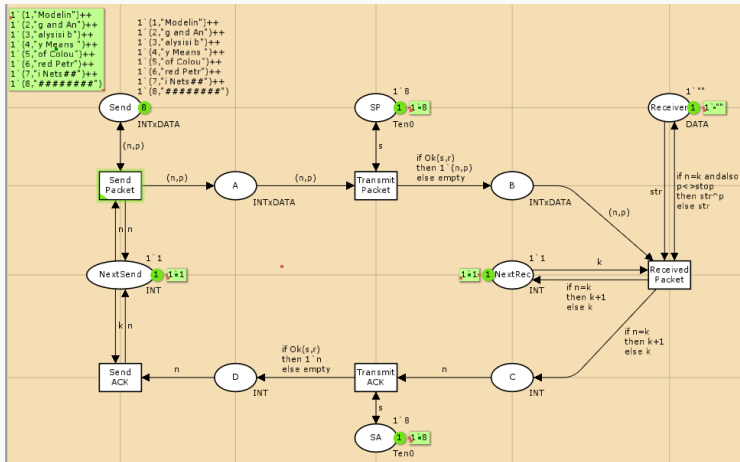 1`(1,"Modelin")++
1`(2,"g and An")++
1`(3,"alysisi b")++
1`(4,"y Means ")++
1`(5,"of Colou")++
1`(6,"red Petr")++
1`(7,"i Nets##")++
1`(8,"########")
1`(1,"Modelin")++
1`(2,"g and An")++
1`(3,"alysisi b")++
1`(4,"y Means ")++
1`(5,"of Colou")++
1`(6,"red Petr")++
1`(7,"i Nets##")++
1`(8,"########")
Send
8
INTxDATA
1`8
SP
1
1`8
Ten0
1`""
Receiver
1
1`""
DATA
(n,p)
s
if Ok(s,r)
then 1`(n,p)
else empty
Send
Packet
(n,p)
A
INTxDATA
(n,p)
Transmit
Packet
B
INTxDATA
(n,p)
str
if n=k andalso
p<>stop
then str^p
else str
n
n
1`1
NextSend
1
1`1
INT
1`1
1
1`1
NextRec
INT
k
if n=k
then k+1
else k
Received
Packet
k
n
if n=k
then k+1
else k
Send
ACK
n
D
INT
if Ok(s,r)
then 1`n
else empty
Transmit
ACK
n
C
INT
s
1`8
SA
1
1`8
Ten0